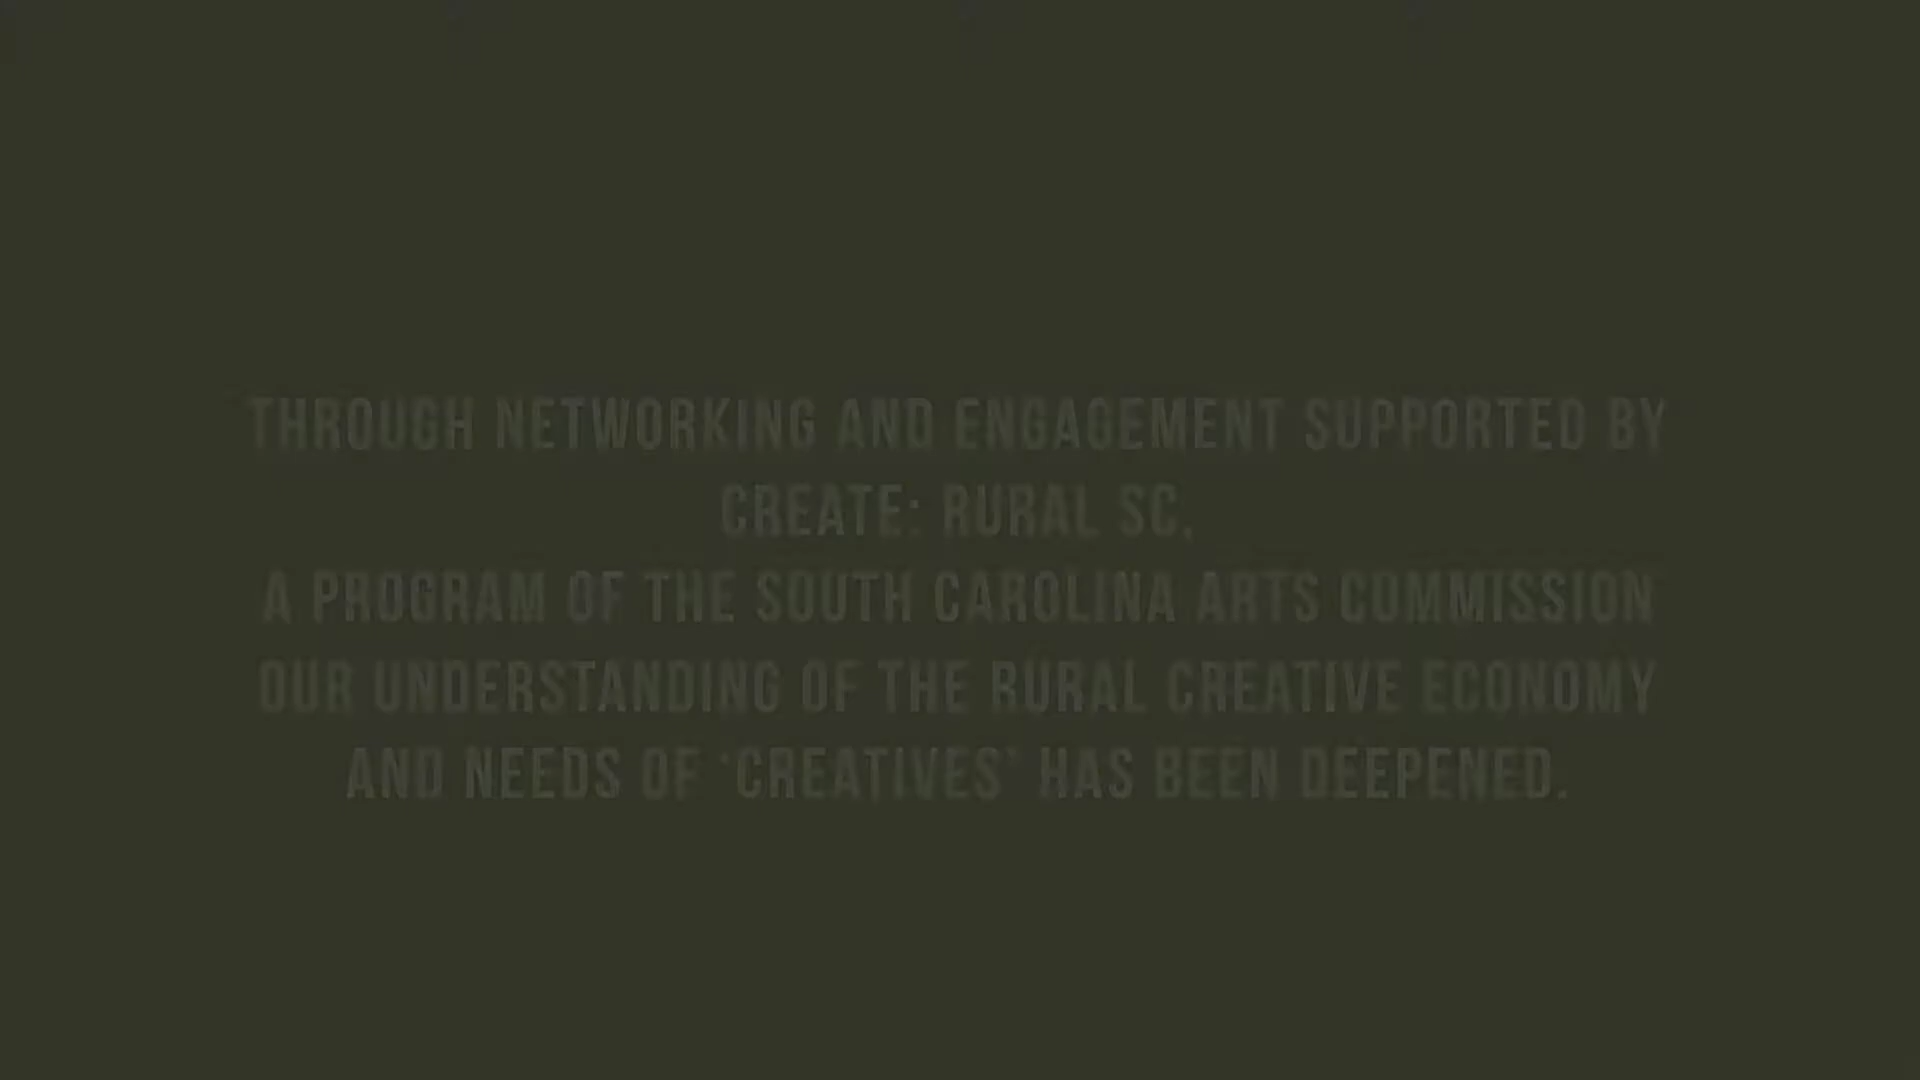 THROUGH NETWORKING AND ENGAGEMENT SUPPORTED BY
CREATE: RURAL SC,
A PROGRAM OF THE SOUTH CAROLINA ARTS COMMISSION
OUR UNDERSTANDING OF THE RURAL CREATIVE ECONOMY
AND NEEDS OF ‘CREATIVES’ HAS BEEN DEEPENED.